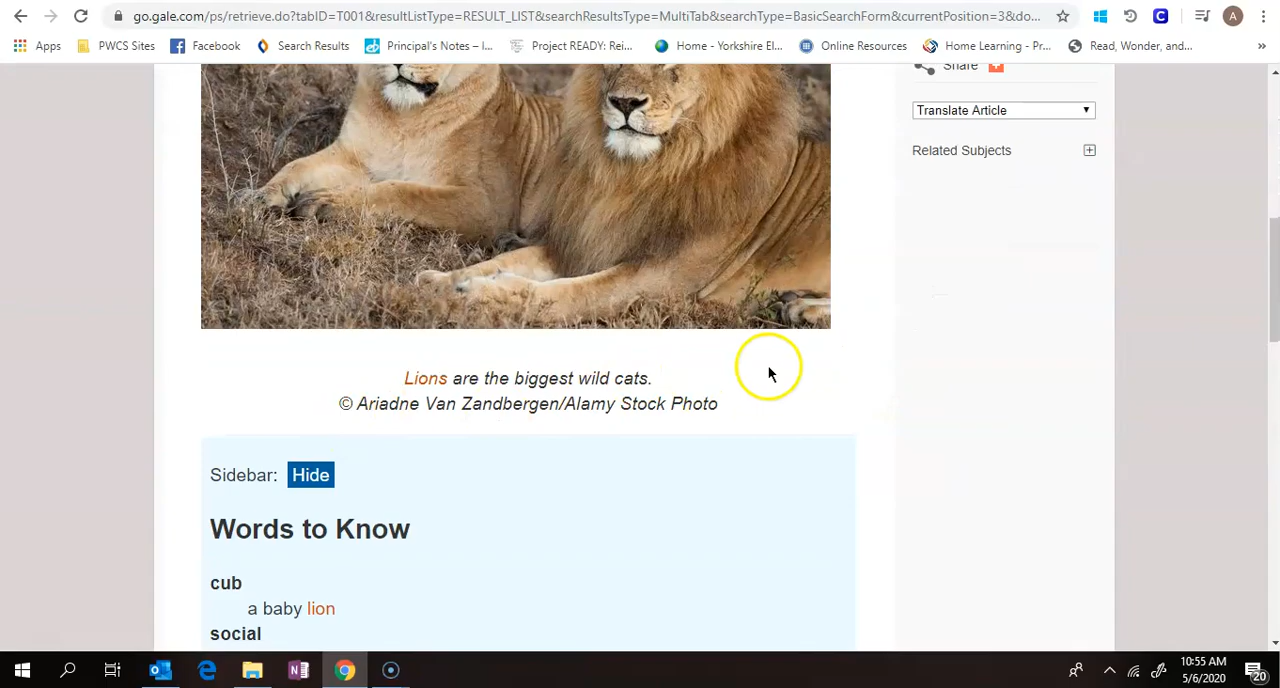 go.gale.com/ps/retrieve.do?tabID=T001&resultListType=RESULT_LIST&searchResultsType=MultiTab&searchType=BasicSearchForm&currentPosition=3&do...
A
Apps
PWCS Sites
Facebook
Search Results
Principal's Notes – I...
Project READY: Rei...
Home - Yorkshire El...
Online Resources
Home Learning - Pr...
Read, Wonder, and...
»
Share
Translate Article
Related Subjects
Lions are the biggest wild cats.
© Ariadne Van Zandbergen/Alamy Stock Photo
Sidebar: Hide
Words to Know
cub
a baby lion
social
10:55 AM
5/6/2020
20